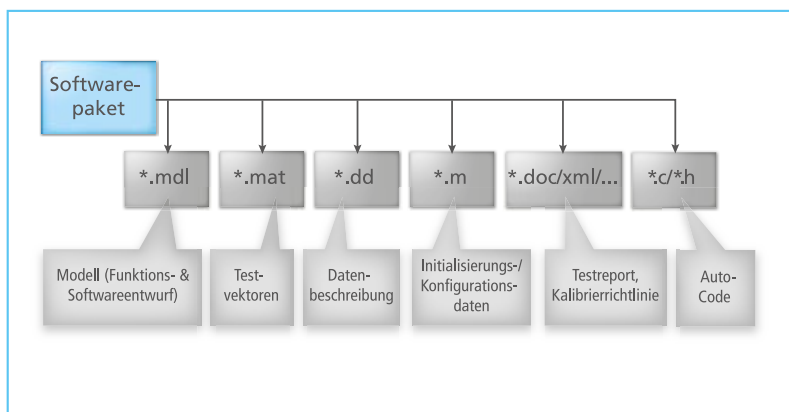 Software-
paket
*.mdl
*.mat
*.dd
*.m
*.doc/xml/...
*.c/*.h
Modell (Funktions- &
Softwareentwurf)
Test-
vektoren
Daten-
beschreibung
Initialisierungs-/
Konfigurations-
daten
Testreport,
Kalibrierrichtlinie
Auto-
Code